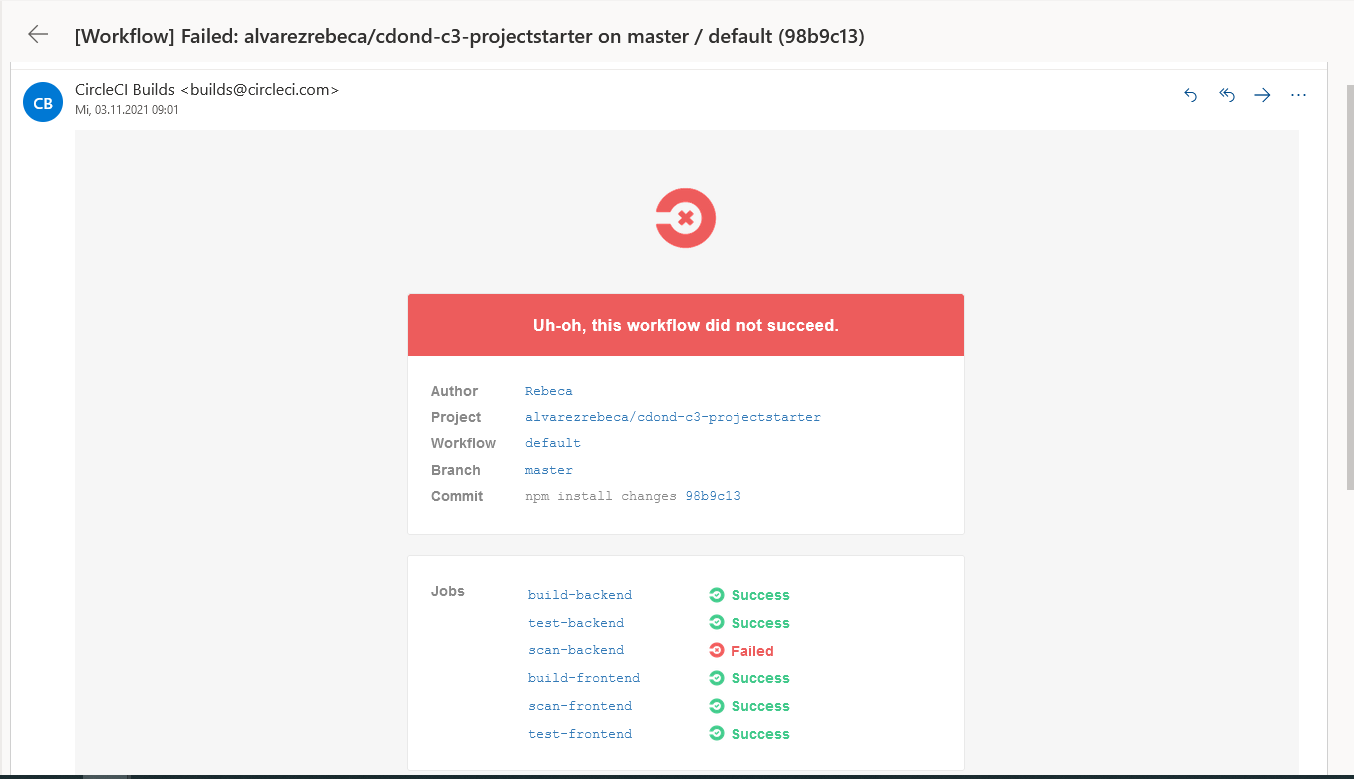 [Workflow] Failed: alvarezrebeca/cdond-c3-projectstarter on master / default (98b9c13)
CB
CircleCI Builds <builds@circleci.com>
Mi, 03.11.2021 09:01
Uh-oh, this workflow did not succeed.
Author Rebeca
Project alvarezrebeca/cdond-c3-projectstarter
Workflow default
Branch master
Commit npm install changes 98b9c13
Jobs
build-backend Success
test-backend Success
scan-backend Failed
build-frontend Success
scan-frontend Success
test-frontend Success